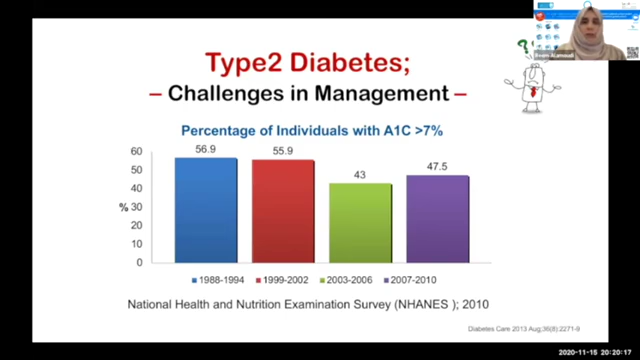 Type2 Diabetes;
– Challenges in Management –
Percentage of Individuals with A1C >7%
60
50
40
% 30
20
10
0
56.9
55.9
43
47.5
1988-1994 1999-2002 2003-2006 2007-2010
National Health and Nutrition Examination Survey (NHANES ); 2010
Diabetes Care 2013 Aug;36(8) 2271-9
2020-11-15 20:20:17